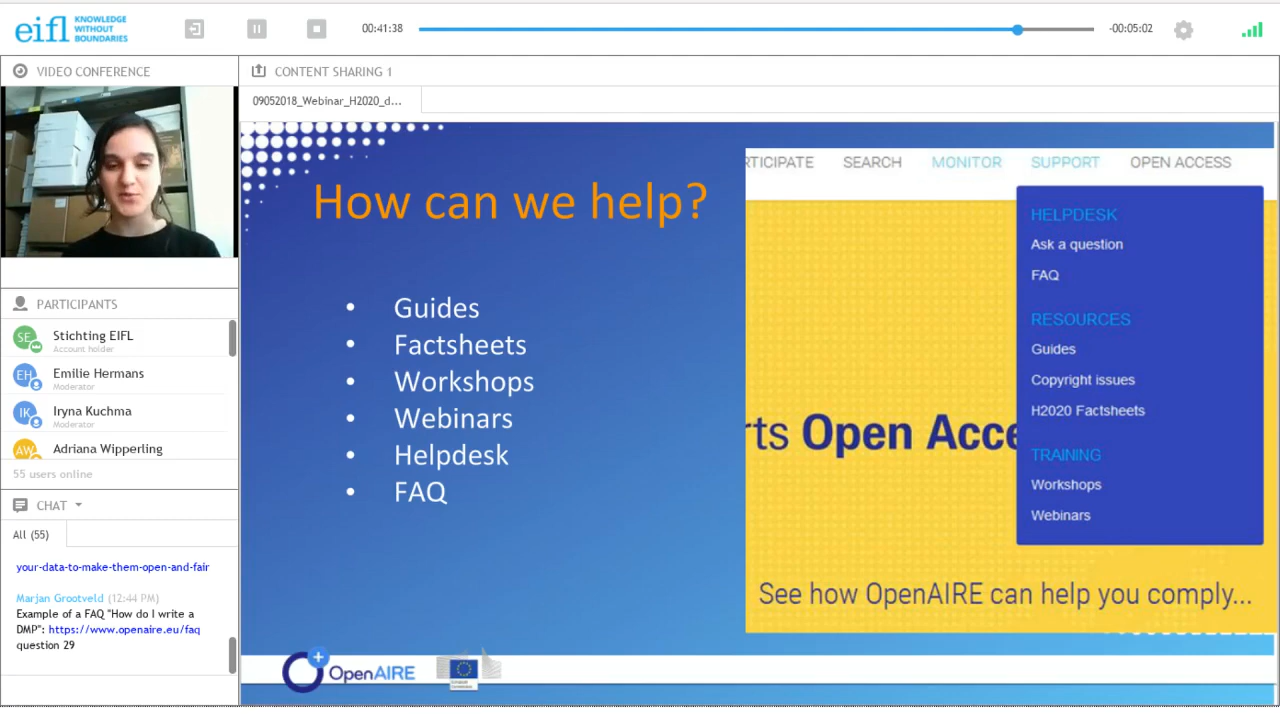 eifl KNOWLEDGE
WITHOUT
BOUNDARIES
00:41:38
-00:05:02
VIDEO CONFERENCE
CONTENT SHARING 1
09052018_Webinar_H2020_d...
How can we help?
• Guides
• Factsheets
• Workshops
• Webinars
• Helpdesk
• FAQ
RTICIPATE SEARCH MONITOR SUPPORT OPEN ACCESS
HELPDESK
Ask a question
FAQ
RESOURCES
Guides
Copyright issues
H2020 Factsheets
TRAINING
Workshops
Webinars
rts Open Acce
See how OpenAIRE can help you comply...
OpenAIRE
PARTICIPANTS
SE Stichting EIFL
Account holder
EH Emilie Hermans
Moderator
IK Iryna Kuchma
Moderator
AW Adriana Wipperling
55 users online
CHAT
All (55)
your-data-to-make-them-open-and-fair
Marjan Grootveld (12:44 PM)
Example of a FAQ "How do I write a
DMP": https://www.openaire.eu/faq
question 29